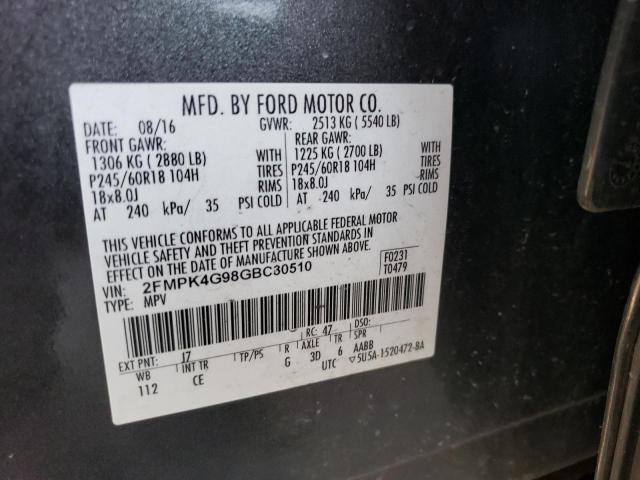 MFD. BY FORD MOTOR CO.
DATE: 08/16 GVWR: 2513 KG ( 5540 LB)
FRONT GAWR: REAR GAWR:
1306 KG ( 2880 LB) WITH 1225 KG ( 2700 LB) WITH
P245/60R18 104H TIRES P245/60R18 104H TIRES
18x8.0J RIMS 18x8.0J RIMS
AT 240 kPa/ 35 PSI COLD AT 240 kPa/ 35 PSI COLD
THIS VEHICLE CONFORMS TO ALL APPLICABLE FEDERAL MOTOR
VEHICLE SAFETY AND THEFT PREVENTION STANDARDS IN
EFFECT ON THE DATE OF MANUFACTURE SHOWN ABOVE.
VIN: 2FMPK4G98GBC30510 F0231
TYPE: MPV T0479
EXT PNT: J7 RC: 47 DSO:
WB INT TR TP/PS R AXLE TR SPR
112 CE G 3D 6 AABB
UTC ▽5U5A-1520472-BA